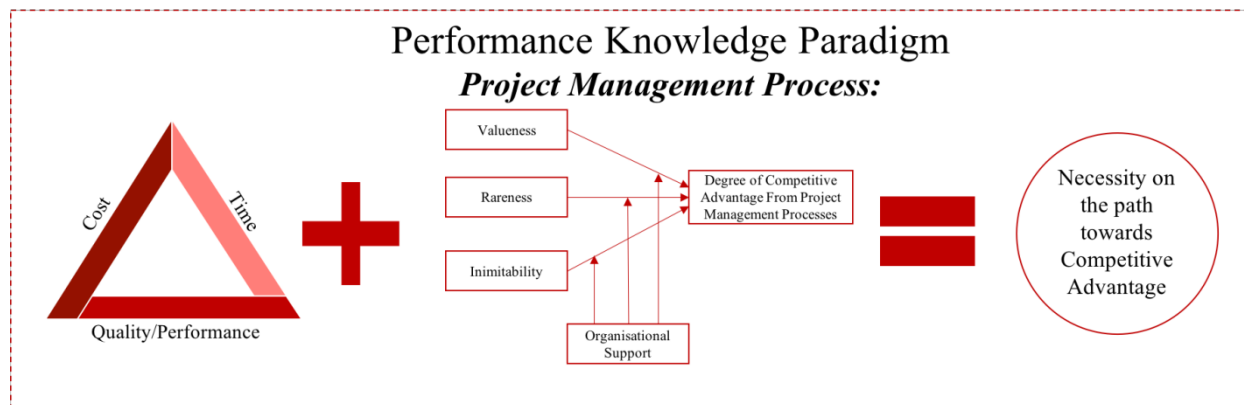 Performance Knowledge Paradigm
Project Management Process:
Cost
Time
Quality/Performance
Valueness
Rareness
Inimitability
Organisational
Support
Degree of Competitive
Advantage From Project
Management Processes
Necessity on
the path
towards
Competitive
Advantage